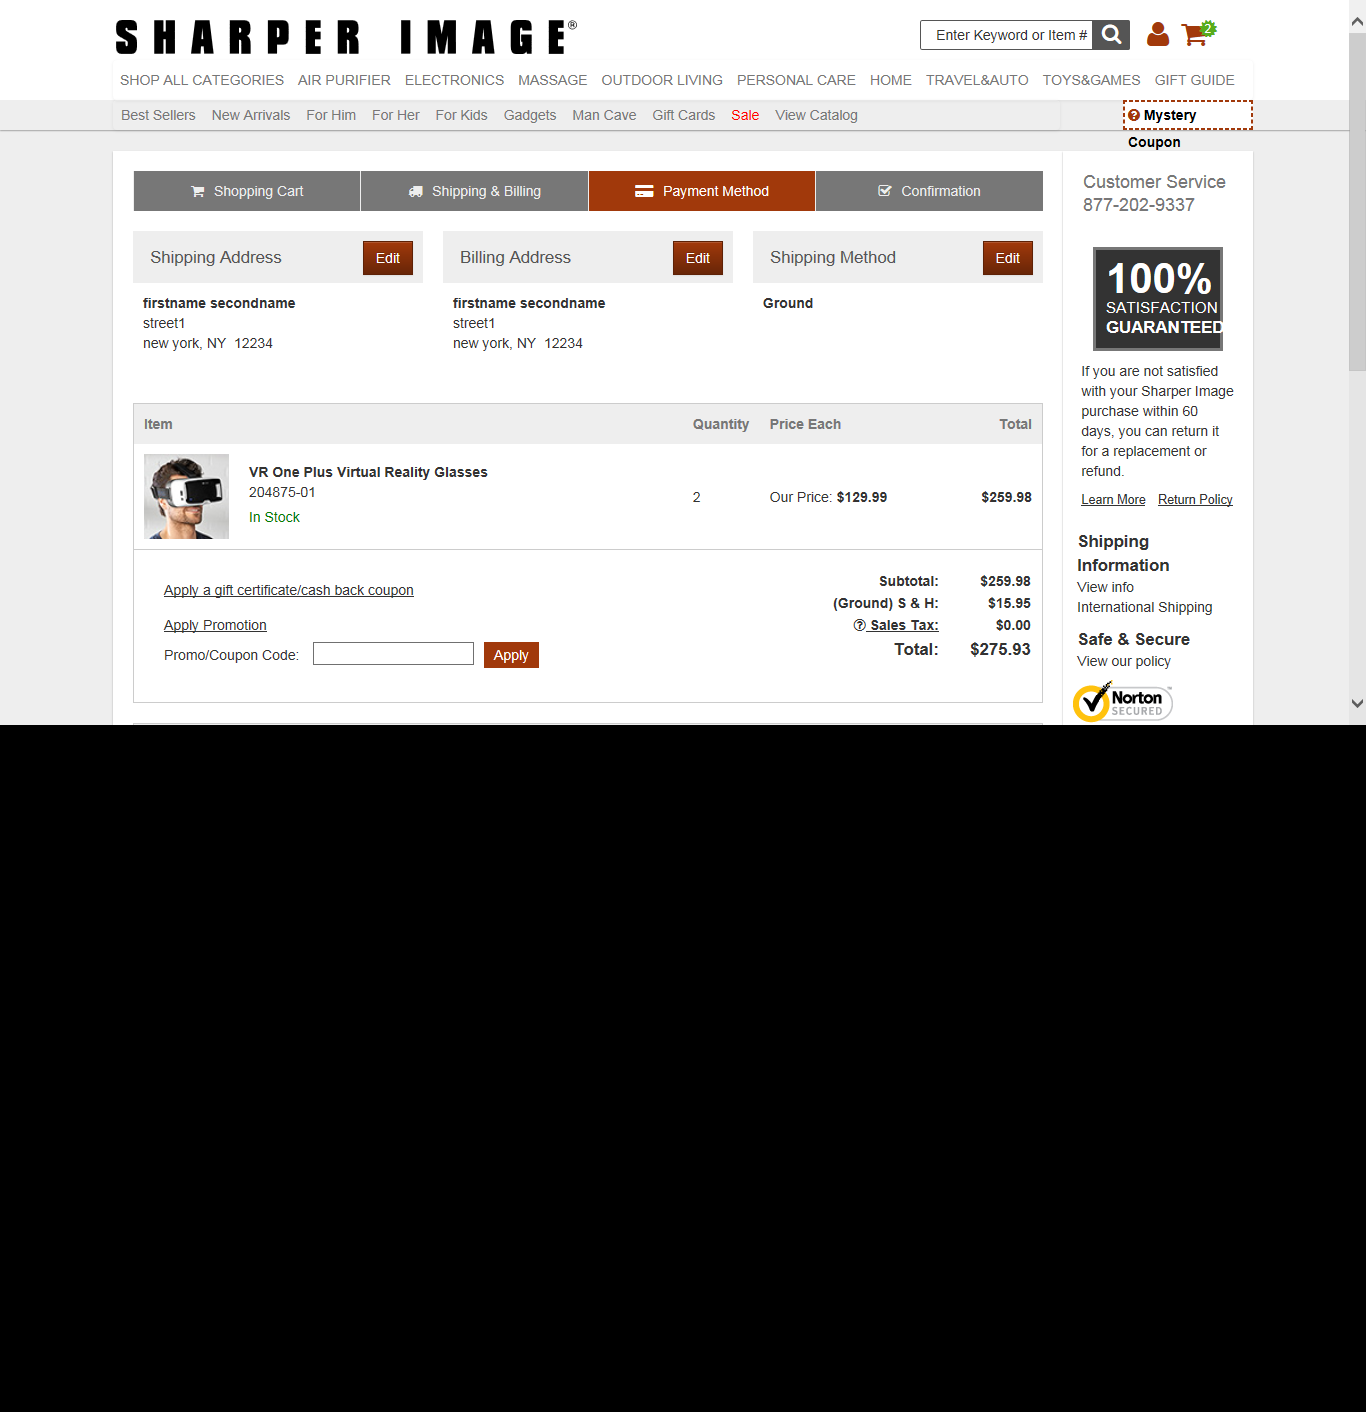 SHARPER IMAGE®
Enter Keyword or Item #
2
SHOP ALL CATEGORIES AIR PURIFIER ELECTRONICS MASSAGE OUTDOOR LIVING PERSONAL CARE HOME TRAVEL&AUTO TOYS&GAMES GIFT GUIDE
Best Sellers New Arrivals For Him For Her For Kids Gadgets Man Cave Gift Cards Sale View Catalog
Mystery
Coupon
Shopping Cart Shipping & Billing Payment Method Confirmation
Shipping Address Edit
firstname secondname
street1
new york, NY 12234
Billing Address Edit
firstname secondname
street1
new york, NY 12234
Shipping Method Edit
Ground
Item Quantity Price Each Total
VR One Plus Virtual Reality Glasses
204875-01
In Stock
2 Our Price: $129.99 $259.98
Apply a gift certificate/cash back coupon
Apply Promotion
Promo/Coupon Code: Apply
Subtotal: $259.98
(Ground) S & H: $15.95
Sales Tax: $0.00
Total: $275.93
Customer Service
877-202-9337
100%
SATISFACTION
GUARANTEED
If you are not satisfied
with your Sharper Image
purchase within 60
days, you can return it
for a replacement or
refund.
Learn More Return Policy
Shipping
Information
View info
International Shipping
Safe & Secure
View our policy
Norton
SECURED